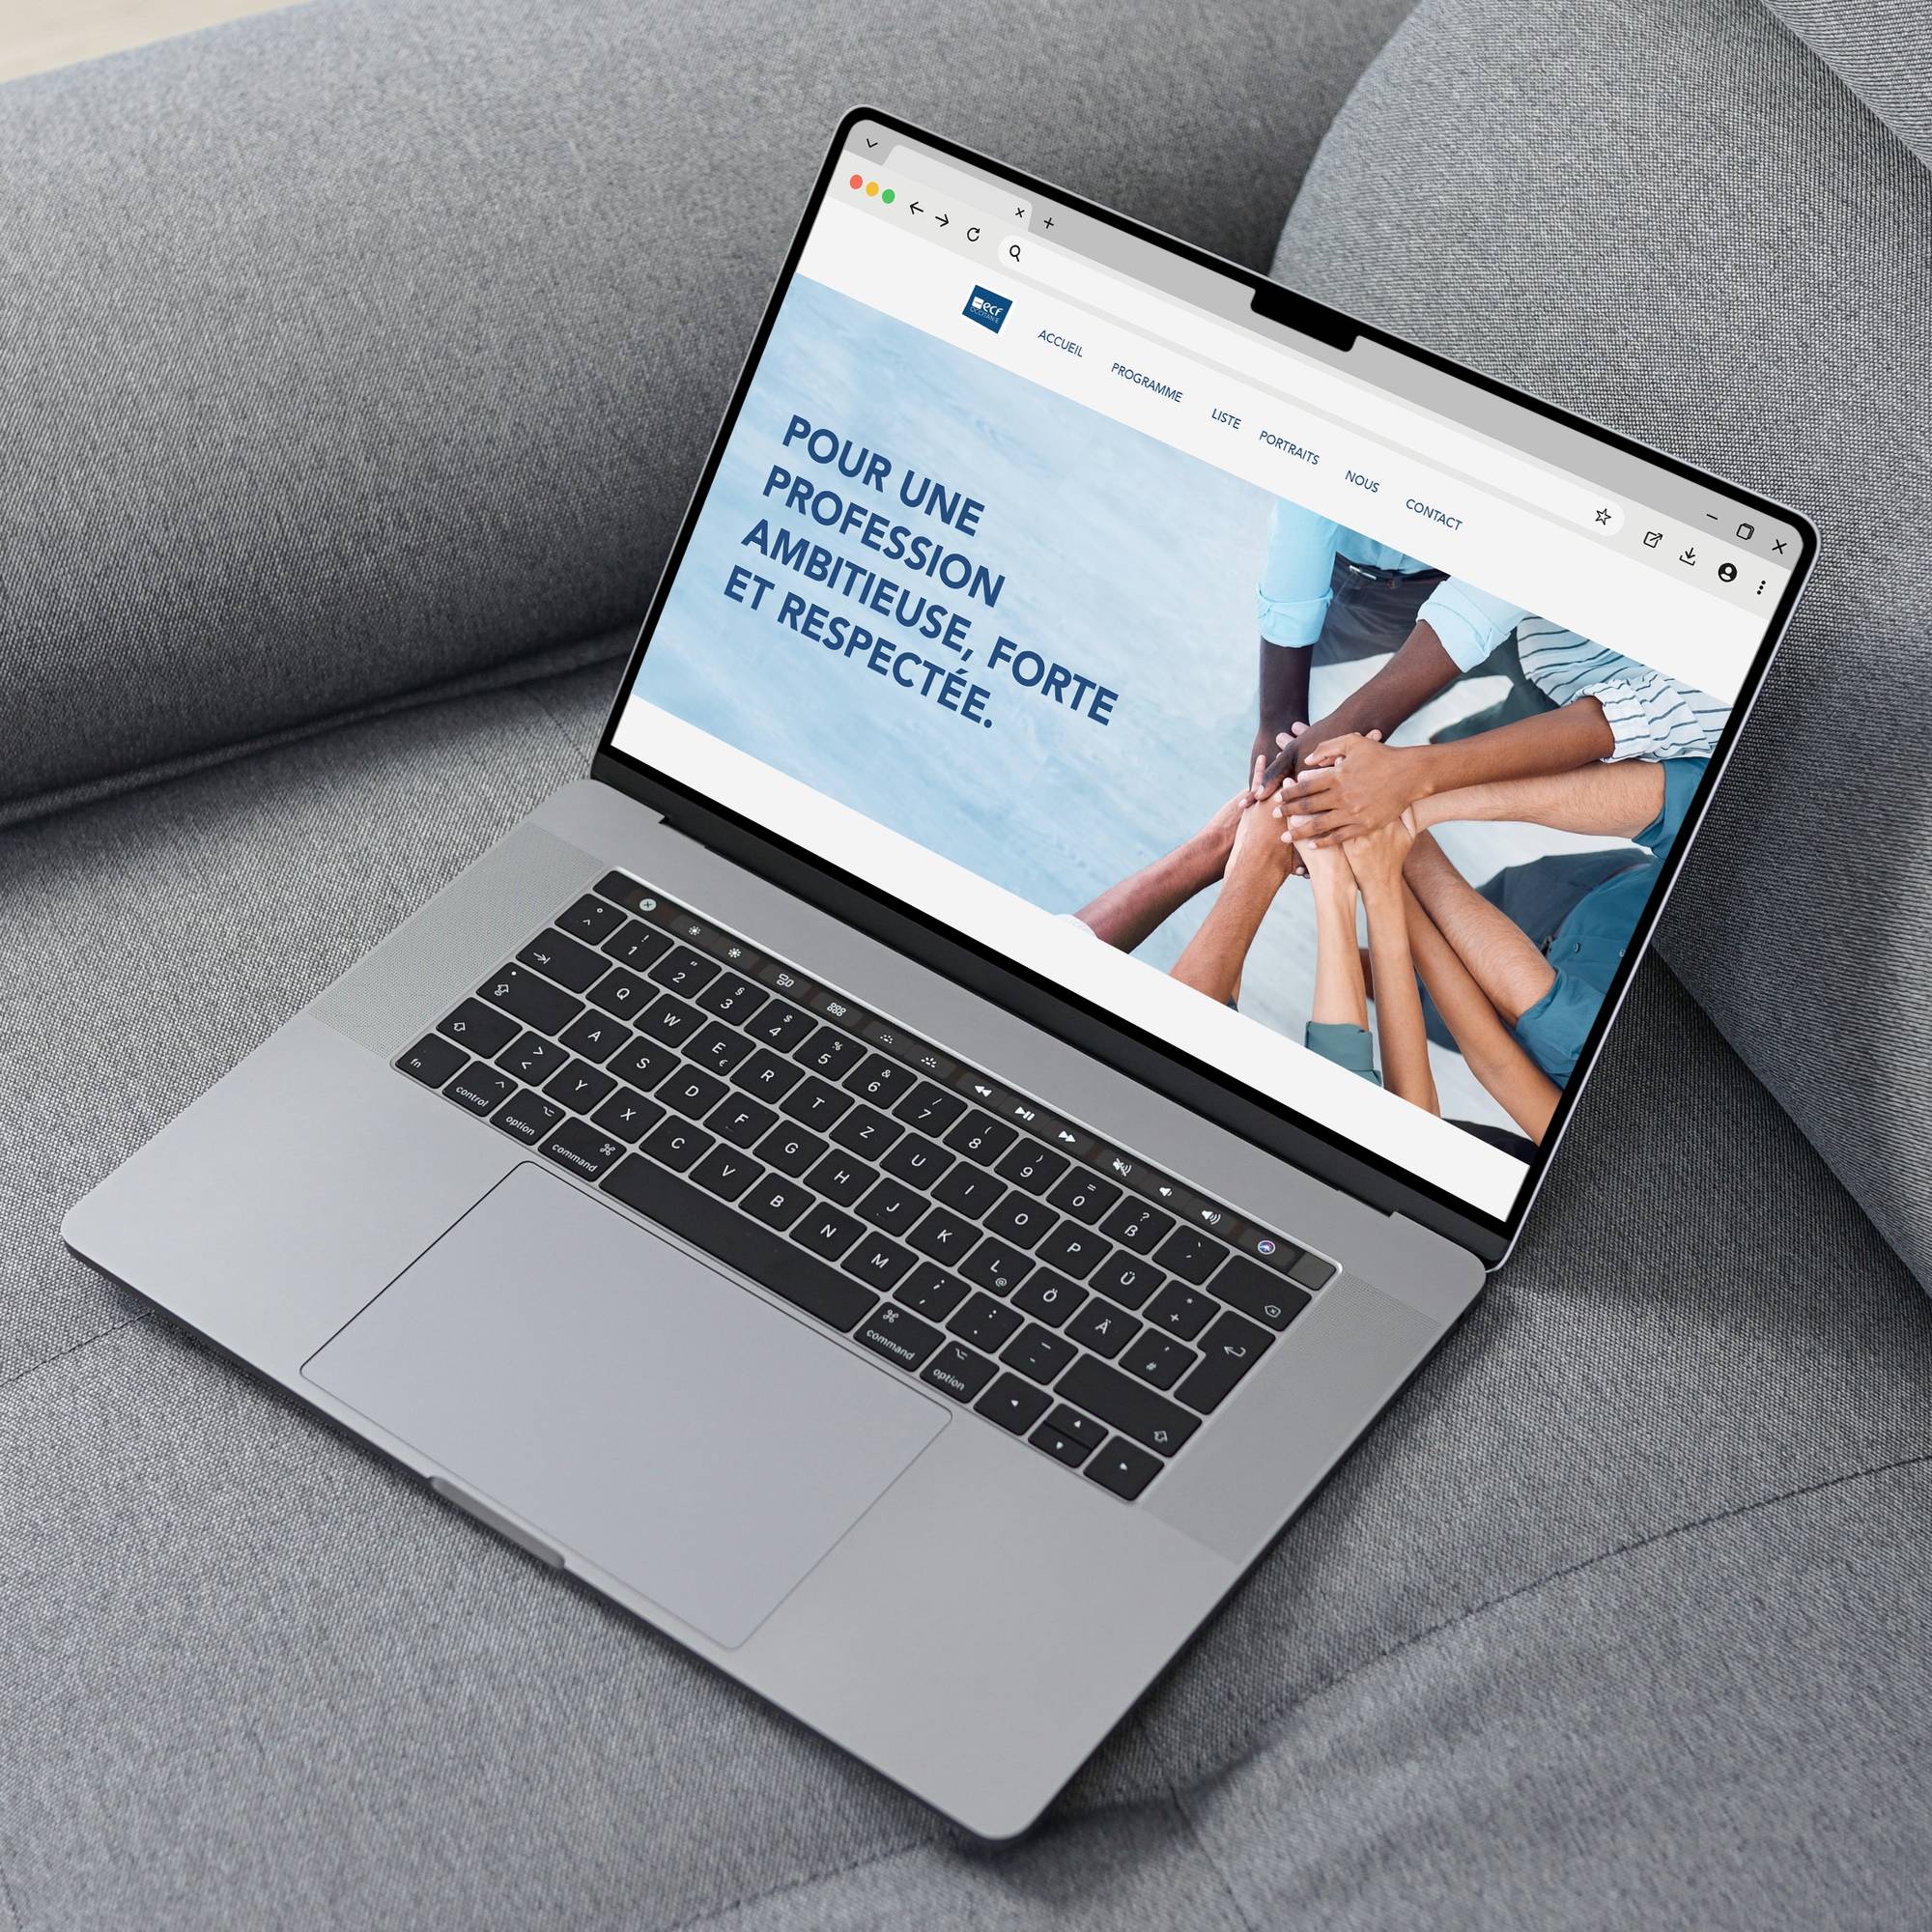 ecf
OCCITANIE
ACCUEIL PROGRAMME LISTE PORTRAITS NOUS CONTACT
POUR UNE
PROFESSION
AMBITIEUSE, FORTE
ET RESPECTÉE.
^ °
1 !
2 "
3 §
4 $
5 %
6 &
7 /
8 (
9 )
0 =
ß ?
Q W E € R T Z U I O P Ü + *
A S D F G H J K L @ Ö Ä # '
< > Y X C V B N M , ; . : - _
fn control option command command option